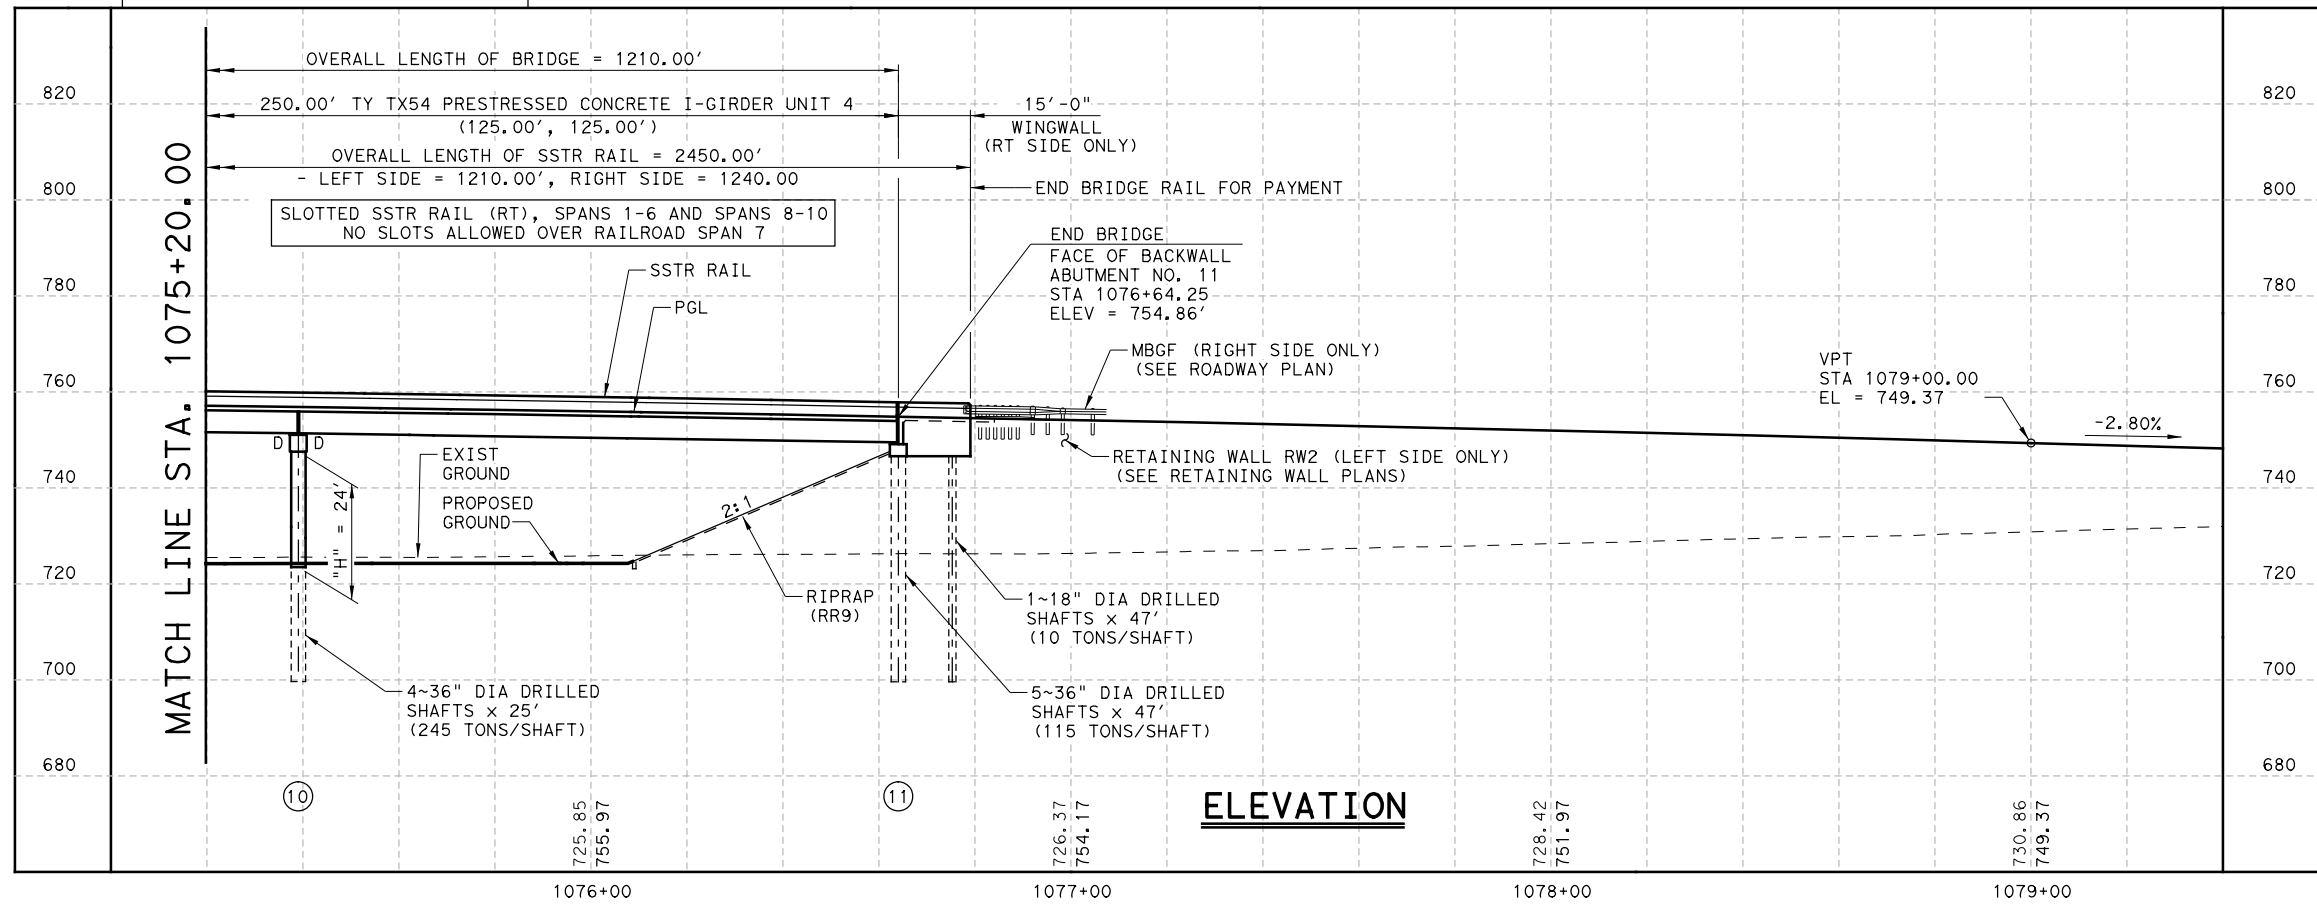 OVERALL LENGTH OF BRIDGE = 1210.00'
250.00' TY TX54 PRESTRESSED CONCRETE I-GIRDER UNIT 4
(125.00', 125.00')
15'-0"
WINGWALL
(RT SIDE ONLY)
OVERALL LENGTH OF SSTR RAIL = 2450.00'
- LEFT SIDE = 1210.00', RIGHT SIDE = 1240.00
END BRIDGE RAIL FOR PAYMENT
SLOTTED SSTR RAIL (RT), SPANS 1-6 AND SPANS 8-10
NO SLOTS ALLOWED OVER RAILROAD SPAN 7
END BRIDGE
FACE OF BACKWALL
ABUTMENT NO. 11
STA 1076+64.25
ELEV = 754.86'
SSTR RAIL
PGL
MBGF (RIGHT SIDE ONLY)
(SEE ROADWAY PLAN)
VPT
STA 1079+00.00
EL = 749.37
-2.80%
MATCH LINE STA. 1075+20.00
D D
EXIST
GROUND
PROPOSED
GROUND
"H" = 24'
2:1
RETAINING WALL RW2 (LEFT SIDE ONLY)
(SEE RETAINING WALL PLANS)
RIPRAP
(RR9)
1~18" DIA DRILLED
SHAFTS x 47'
(10 TONS/SHAFT)
4~36" DIA DRILLED
SHAFTS x 25'
(245 TONS/SHAFT)
5~36" DIA DRILLED
SHAFTS x 47'
(115 TONS/SHAFT)
820
800
780
760
740
720
700
680
820
800
780
760
740
720
700
680
10
11
ELEVATION
725.85
755.97
726.37
754.17
728.42
751.97
730.86
749.37
1076+00
1077+00
1078+00
1079+00